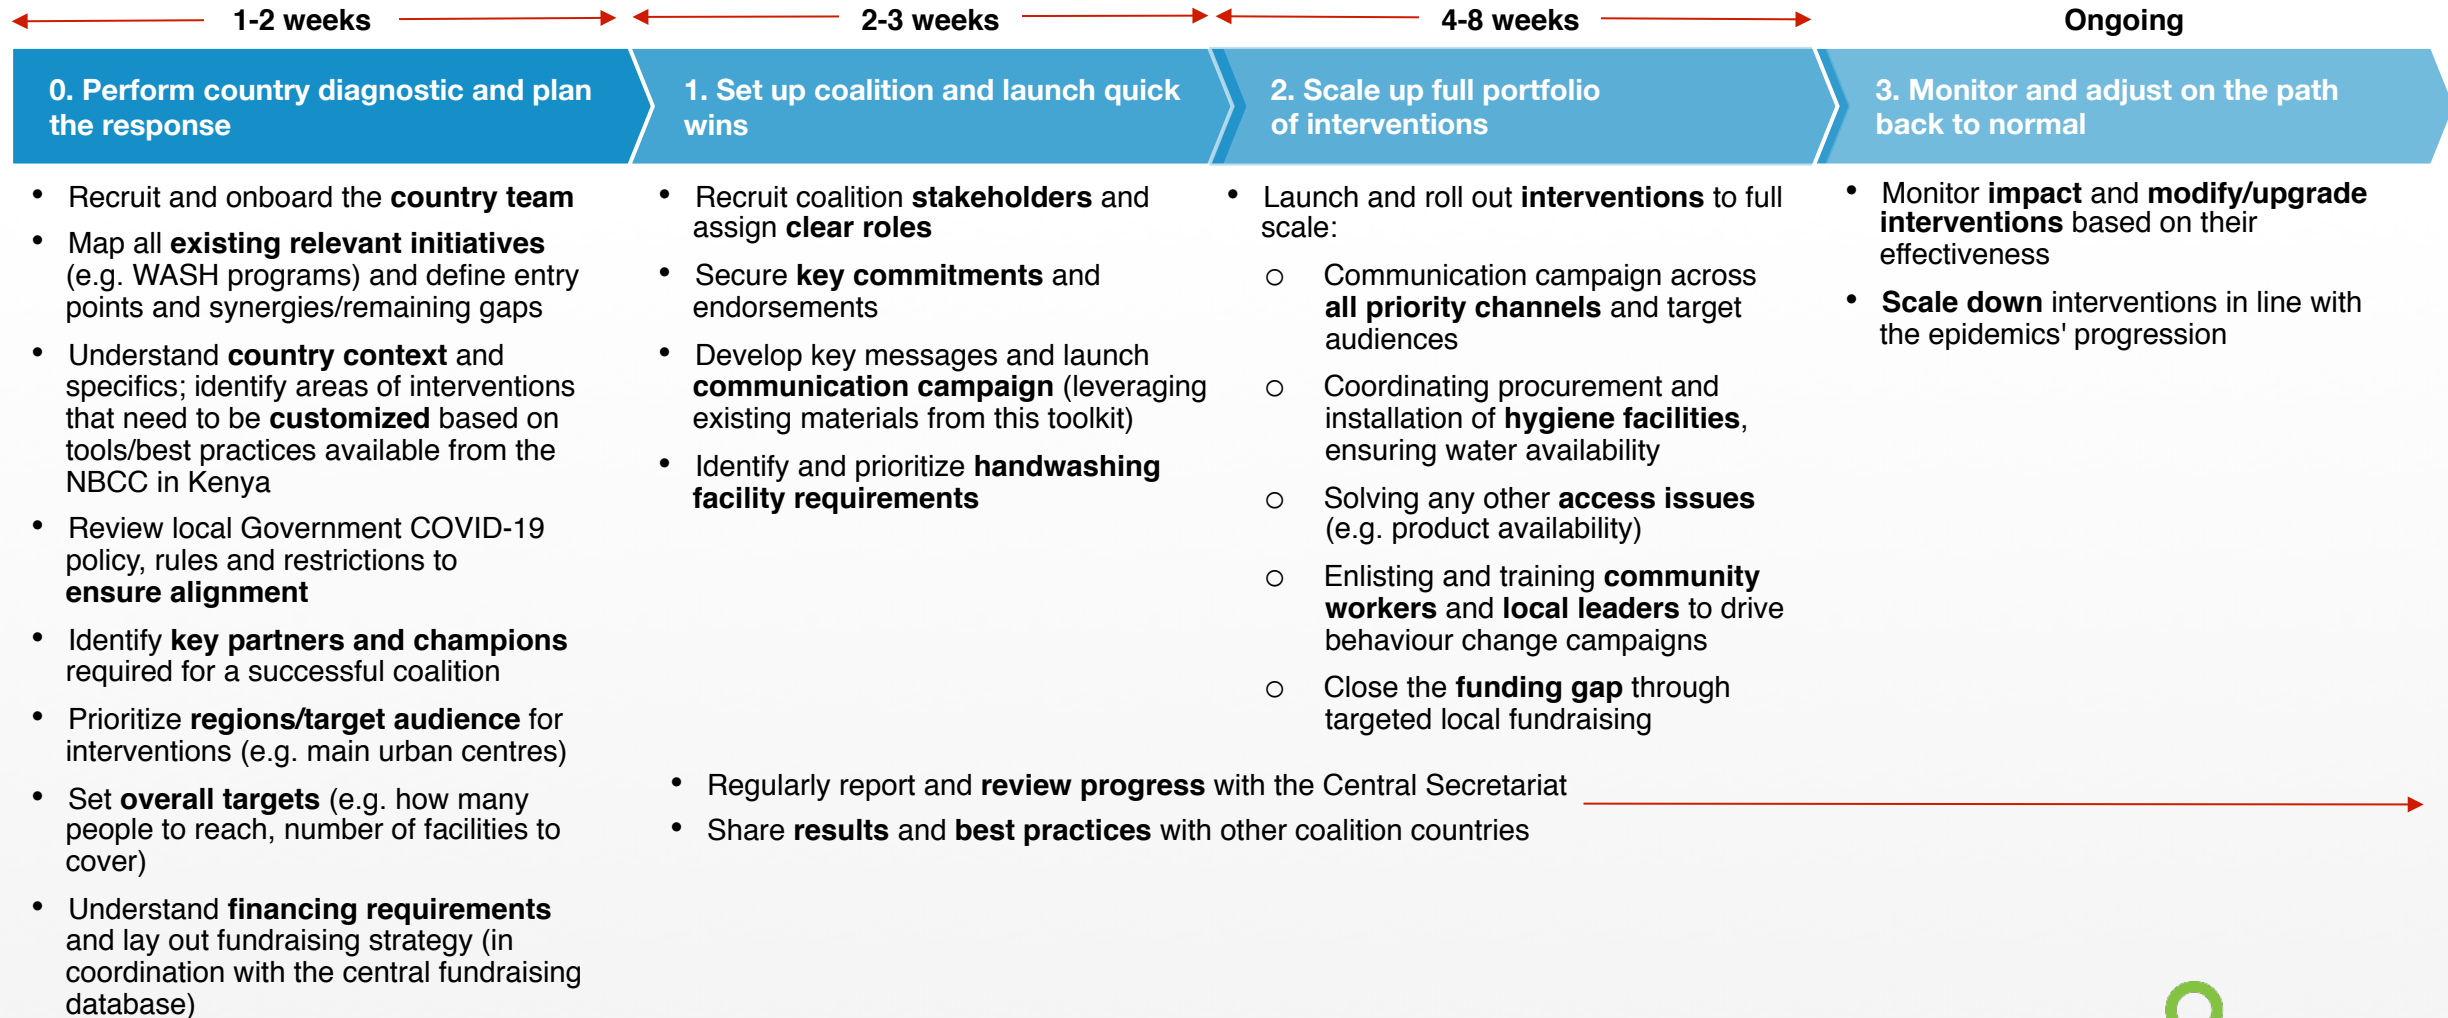 1-2 weeks
2-3 weeks
4-8 weeks
Ongoing
0. Perform country diagnostic and plan
the response
1. Set up coalition and launch quick
wins
2. Scale up full portfolio
of interventions
3. Monitor and adjust on the path
back to normal
• Recruit and onboard the country team
• Map all existing relevant initiatives
(e.g. WASH programs) and define entry
points and synergies/remaining gaps
• Understand country context and
specifics; identify areas of interventions
that need to be customized based on
tools/best practices available from the
NBCC in Kenya
• Review local Government COVID-19
policy, rules and restrictions to
ensure alignment
• Identify key partners and champions
required for a successful coalition
• Prioritize regions/target audience for
interventions (e.g. main urban centres)
• Set overall targets (e.g. how many
people to reach, number of facilities to
cover)
• Understand financing requirements
and lay out fundraising strategy (in
coordination with the central fundraising
database)
• Recruit coalition stakeholders and
assign clear roles
• Secure key commitments and
endorsements
• Develop key messages and launch
communication campaign (leveraging
existing materials from this toolkit)
• Identify and prioritize handwashing
facility requirements
• Launch and roll out interventions to full
scale:
o Communication campaign across
all priority channels and target
audiences
o Coordinating procurement and
installation of hygiene facilities,
ensuring water availability
o Solving any other access issues
(e.g. product availability)
o Enlisting and training community
workers and local leaders to drive
behaviour change campaigns
o Close the funding gap through
targeted local fundraising
• Monitor impact and modify/upgrade
interventions based on their
effectiveness
• Scale down interventions in line with
the epidemics' progression
• Regularly report and review progress with the Central Secretariat
• Share results and best practices with other coalition countries